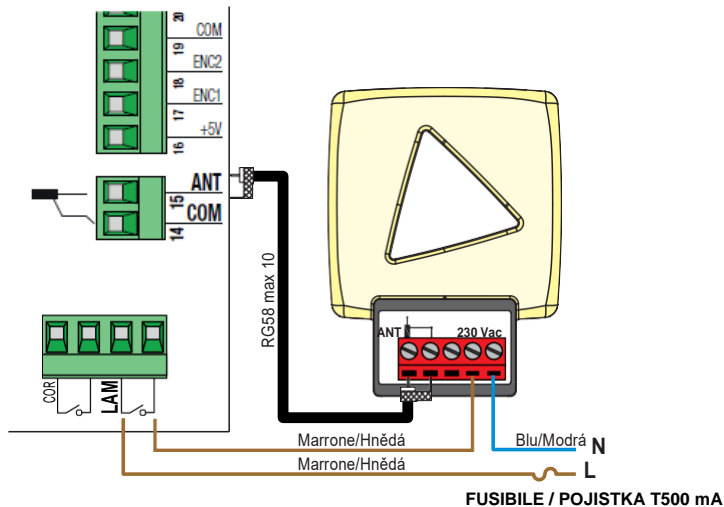 20
COM
19
ENC2
18
ENC1
17
+5V
16
ANT
15
COM
14
RG58 max 10
ANT
230 Vac
COR
LAM
Marrone/Hnědá
Blu/Modrá
N
Marrone/Hnědá
L
FUSIBILE / POJISTKA T500 mA